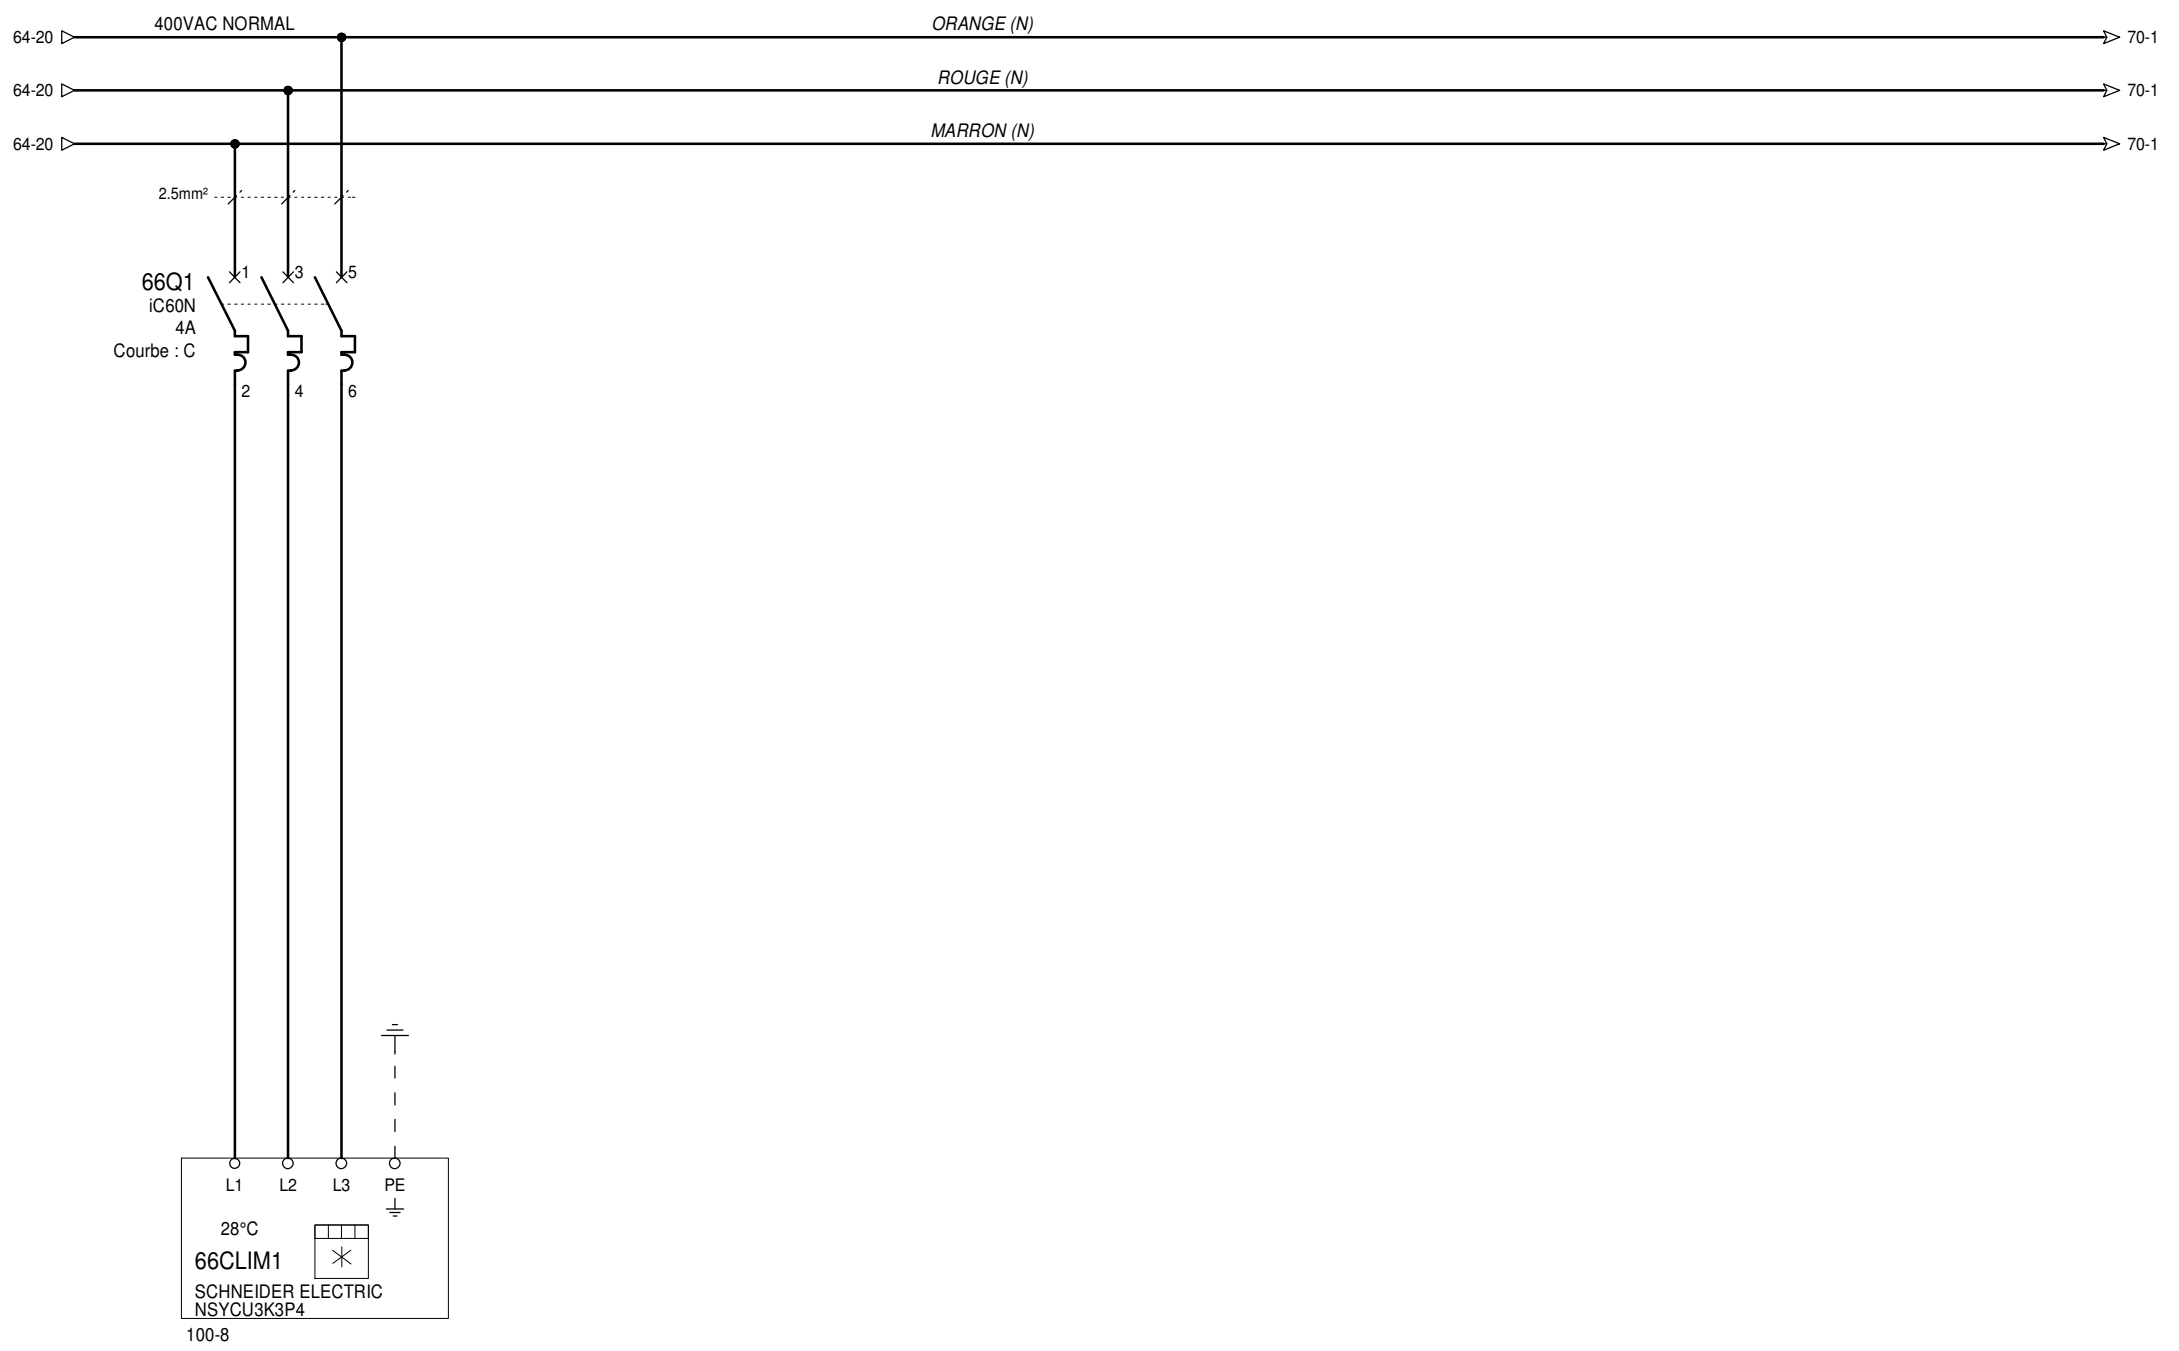 400VAC NORMAL
ORANGE (N)
64-20
70-1
ROUGE (N)
64-20
70-1
MARRON (N)
64-20
70-1
2.5mm²
1 3 5
66Q1
iC60N
4A
Courbe : C
2 4 6
L1 L2 L3 PE
28°C
66CLIM1
SCHNEIDER ELECTRIC
NSYCU3K3P4
100-8